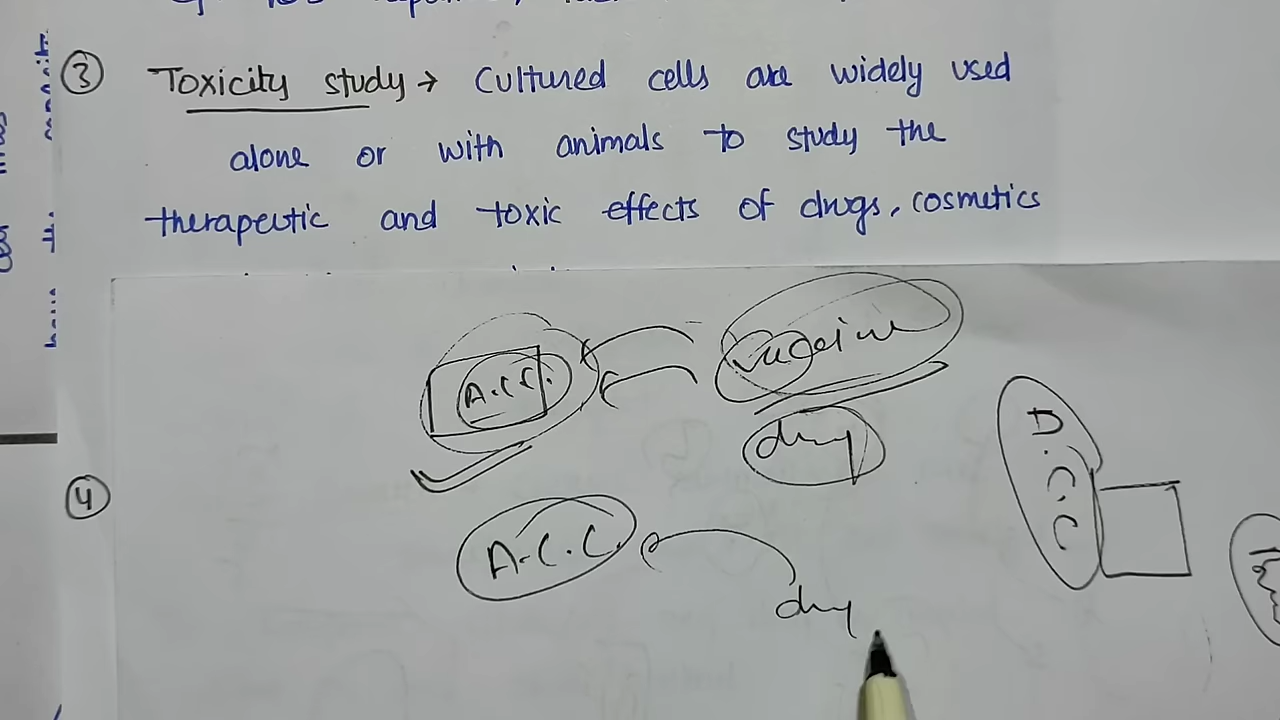 ③ Toxicity study → Cultured cells are widely used
alone or with animals to study the
therapeutic and toxic effects of drugs, cosmetics
A.C.C. vaccine
drug
D.C.C
④
A.C.C.
drug